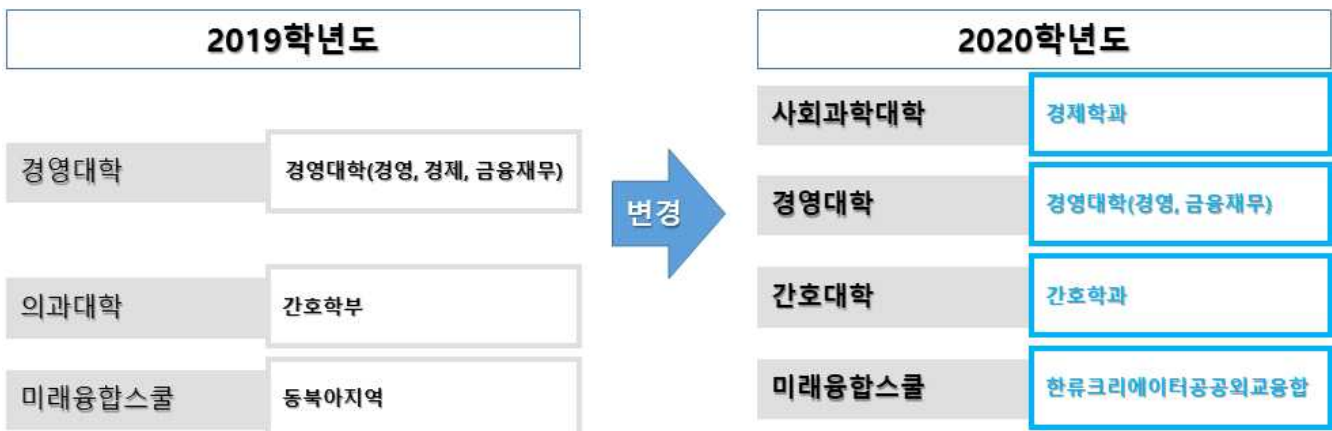 2019학년도
경영대학
경영대학(경영, 경제, 금융재무)
의과대학
간호학부
미래융합스쿨
동북아지역
변경
2020학년도
사회과학대학
경제학과
경영대학
경영대학(경영, 금융재무)
간호대학
간호학과
미래융합스쿨
한류크리에이터공공외교융합